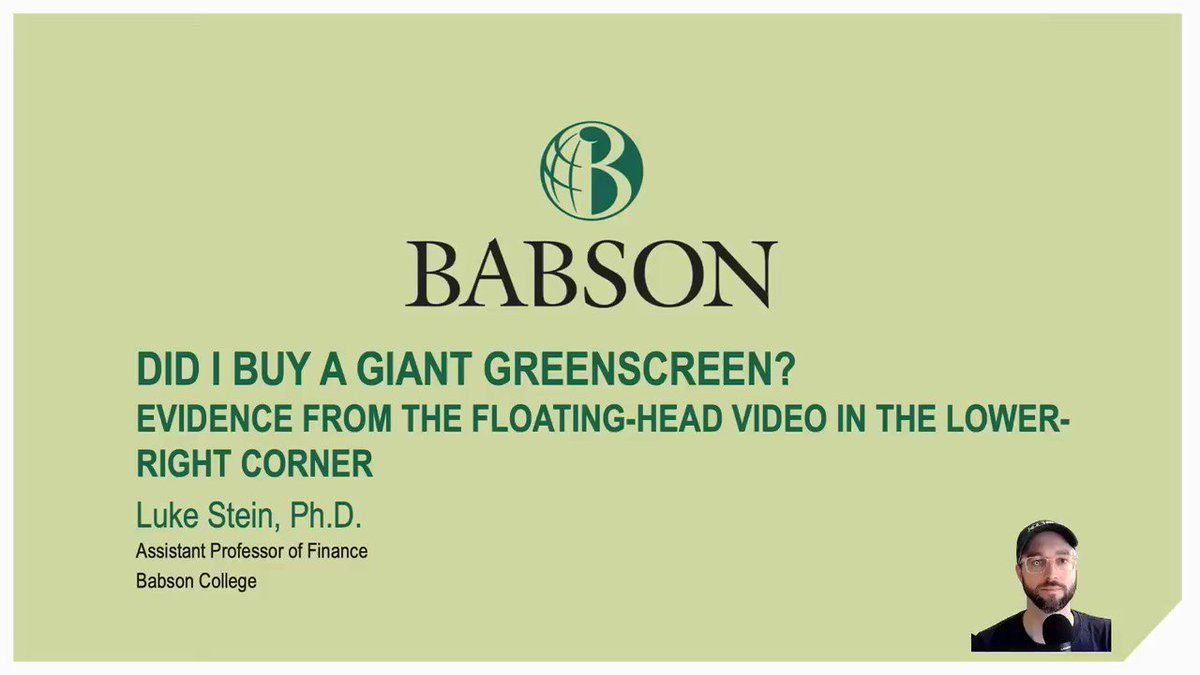 BABSON
DID I BUY A GIANT GREENSCREEN?
EVIDENCE FROM THE FLOATING-HEAD VIDEO IN THE LOWER-
RIGHT CORNER
Luke Stein, Ph.D.
Assistant Professor of Finance
Babson College